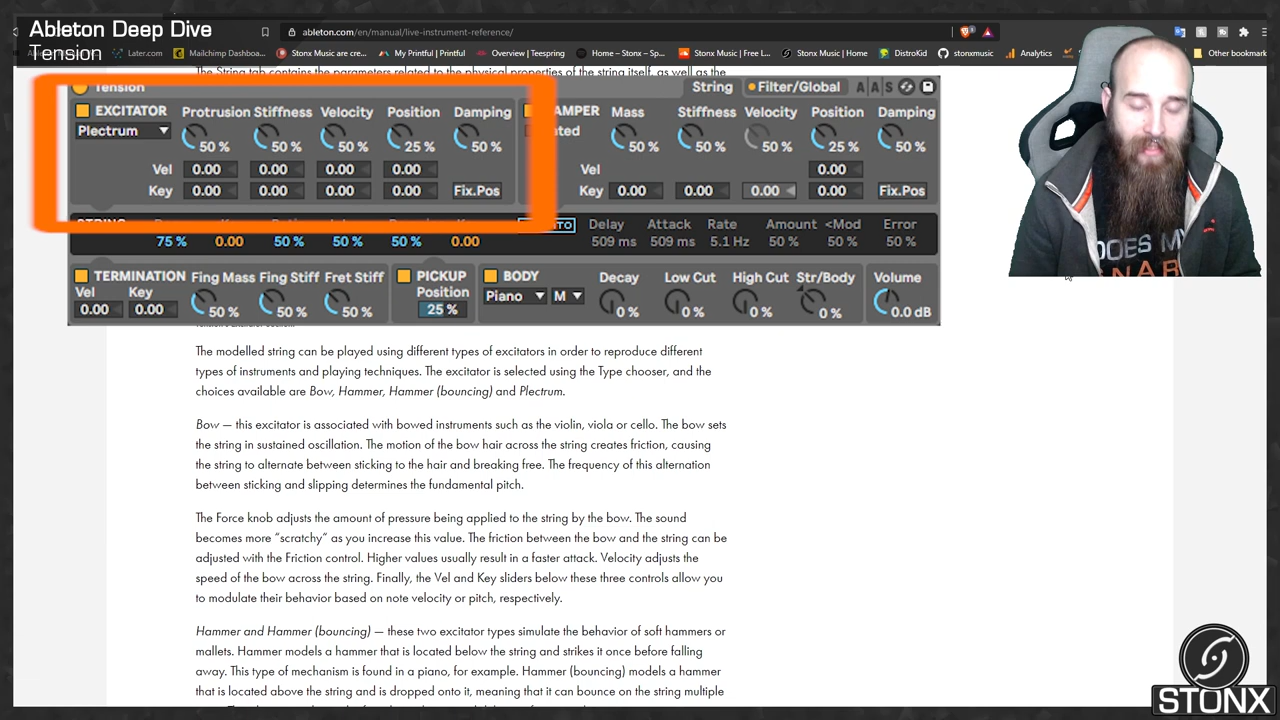 Ableton Deep Dive
Tension
ableton.com/en/manual/live-instrument-reference/
Later.com
Mailchimp Dashboa...
Stonx Music are cre...
My Printful | Printful
Overview | Teespring
Home – Stonx – Sp...
Stonx Music | Free L...
Stonx Music | Home
DistroKid
stonxmusic
Analytics
Other bookmarks
The String tab contains the parameters related to the physical properties of the string itself, as well as the
Tension
String
Filter/Global
A A S
EXCITATOR
Protrusion
Stiffness
Velocity
Position
Damping
Plectrum
50 %
50 %
50 %
25 %
50 %
Vel
0.00
0.00
0.00
0.00
Key
0.00
0.00
0.00
0.00
Fix.Pos
AMPER
Mass
Stiffness
Velocity
Position
Damping
ated
50 %
50 %
50 %
25 %
50 %
Vel
0.00
Key
0.00
0.00
0.00
0.00
Fix.Pos
Delay
Attack
Rate
Amount
<Mod
Error
75 %
0.00
50 %
50 %
50 %
0.00
509 ms
509 ms
5.1 Hz
50 %
50 %
50 %
TERMINATION
Fing Mass
Fing Stiff
Fret Stiff
Vel
Key
0.00
0.00
50 %
50 %
50 %
PICKUP
Position
25 %
BODY
Decay
Low Cut
High Cut
Str/Body
Volume
Piano
M
0 %
0 %
0 %
0 %
0.0 dB
The modelled string can be played using different types of excitators in order to reproduce different
types of instruments and playing techniques. The excitator is selected using the Type chooser, and the
choices available are Bow, Hammer, Hammer (bouncing) and Plectrum.
Bow — this excitator is associated with bowed instruments such as the violin, viola or cello. The bow sets
the string in sustained oscillation. The motion of the bow hair across the string creates friction, causing
the string to alternate between sticking to the hair and breaking free. The frequency of this alternation
between sticking and slipping determines the fundamental pitch.
The Force knob adjusts the amount of pressure being applied to the string by the bow. The sound
becomes more “scratchy” as you increase this value. The friction between the bow and the string can be
adjusted with the Friction control. Higher values usually result in a faster attack. Velocity adjusts the
speed of the bow across the string. Finally, the Vel and Key sliders below these three controls allow you
to modulate their behavior based on note velocity or pitch, respectively.
Hammer and Hammer (bouncing) — these two excitator types simulate the behavior of soft hammers or
mallets. Hammer models a hammer that is located below the string and strikes it once before falling
away. This type of mechanism is found in a piano, for example. Hammer (bouncing) models a hammer
that is located above the string and is dropped onto it, meaning that it can bounce on the string multiple
DOES MY
STONX